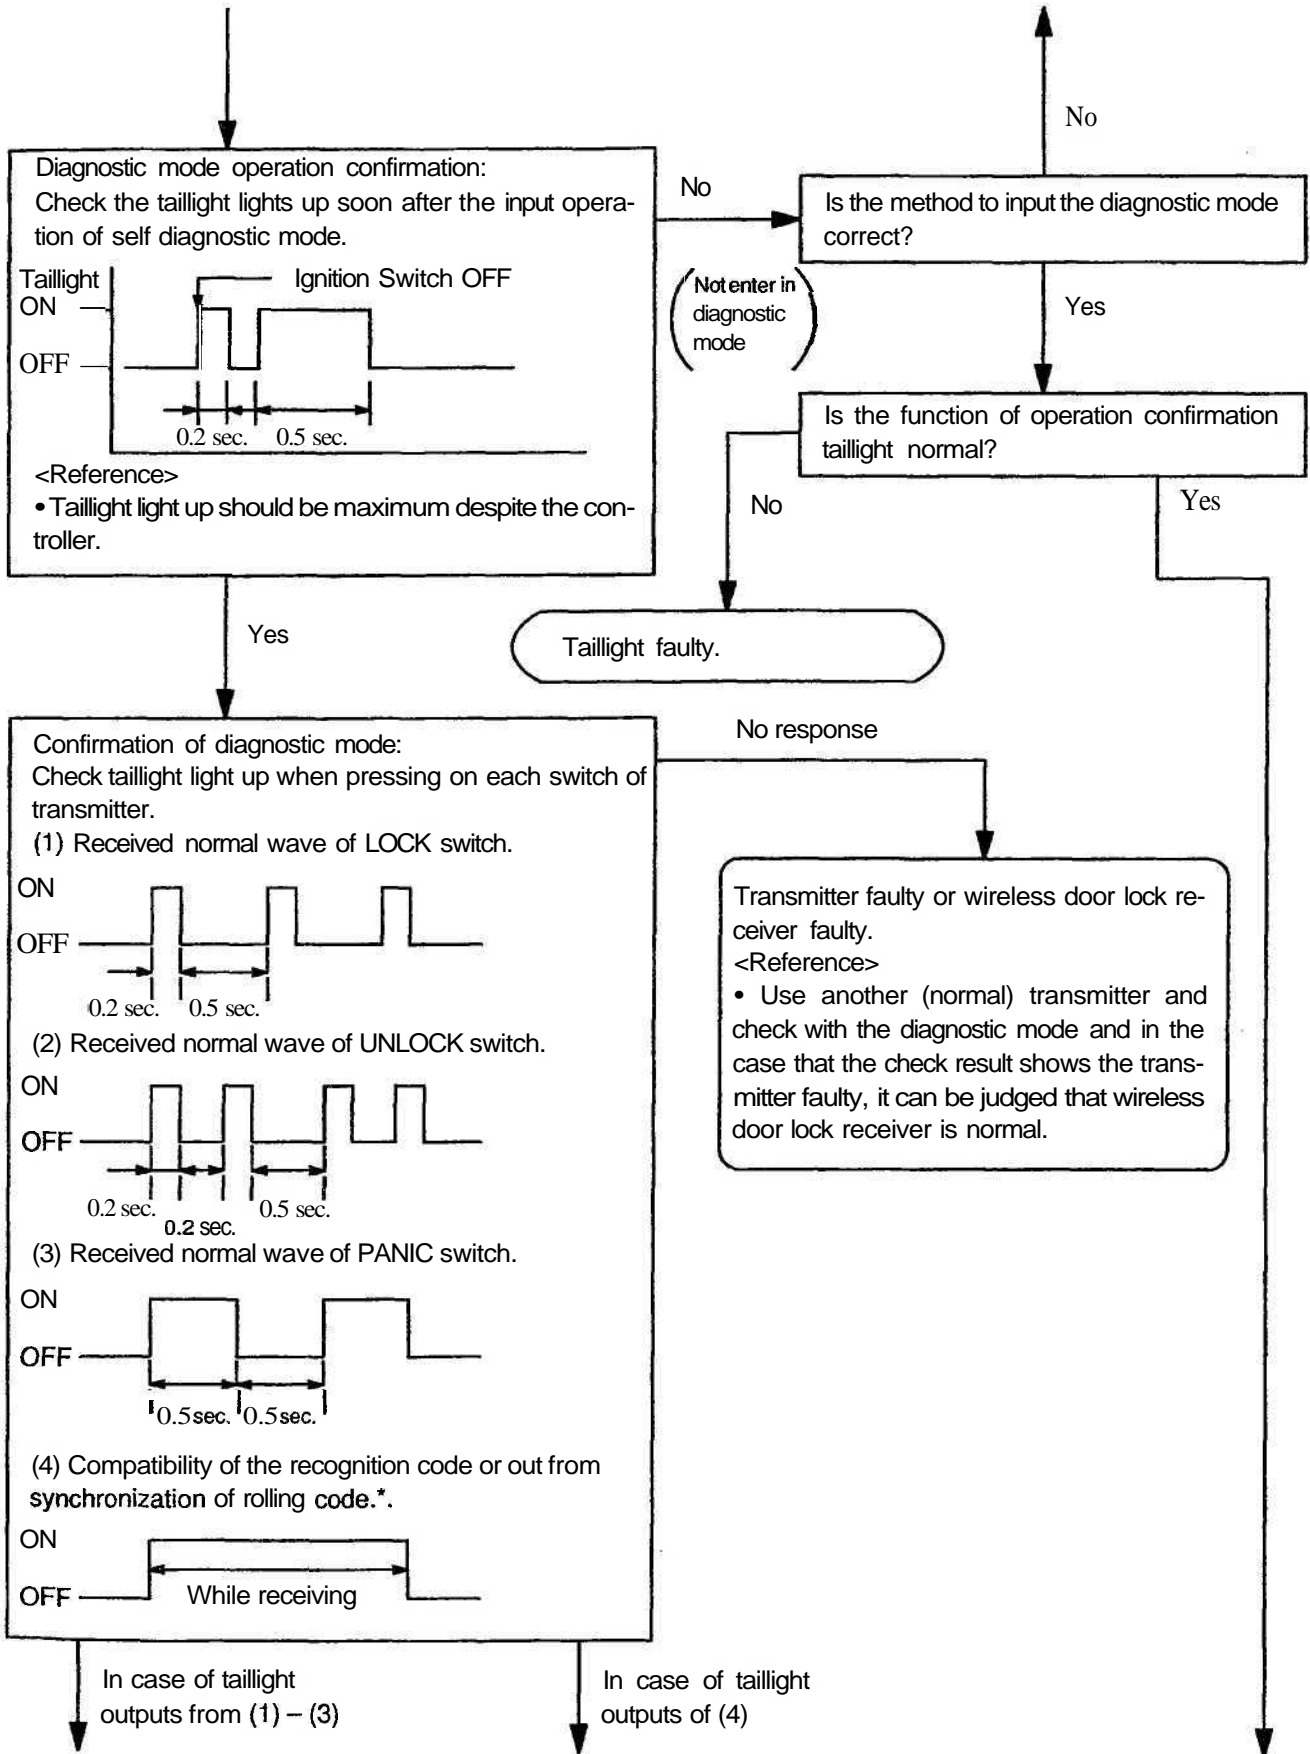 No
Diagnostic mode operation confirmation:
Check the taillight lights up soon after the input opera-
tion of self diagnostic mode.
Taillight
Ignition Switch OFF
ON
OFF
0.2 sec.
0.5 sec.
<Reference>
• Taillight light up should be maximum despite the con-
troller.
No
(Not enter in
diagnostic
mode)
Is the method to input the diagnostic mode
correct?
Yes
Is the function of operation confirmation
taillight normal?
No
Yes
Taillight faulty.
Yes
Confirmation of diagnostic mode:
Check taillight light up when pressing on each switch of
transmitter.
(1) Received normal wave of LOCK switch.
ON
OFF
0.2 sec.
0.5 sec.
(2) Received normal wave of UNLOCK switch.
ON
OFF
0.2 sec.
0.2 sec.
0.5 sec.
(3) Received normal wave of PANIC switch.
ON
OFF
0.5 sec.
0.5 sec.
(4) Compatibility of the recognition code or out from
synchronization of rolling code.*.
ON
OFF
While receiving
No response
Transmitter faulty or wireless door lock re-
ceiver faulty.
<Reference>
• Use another (normal) transmitter and
check with the diagnostic mode and in the
case that the check result shows the trans-
mitter faulty, it can be judged that wireless
door lock receiver is normal.
In case of taillight
outputs from (1) – (3)
In case of taillight
outputs of (4)